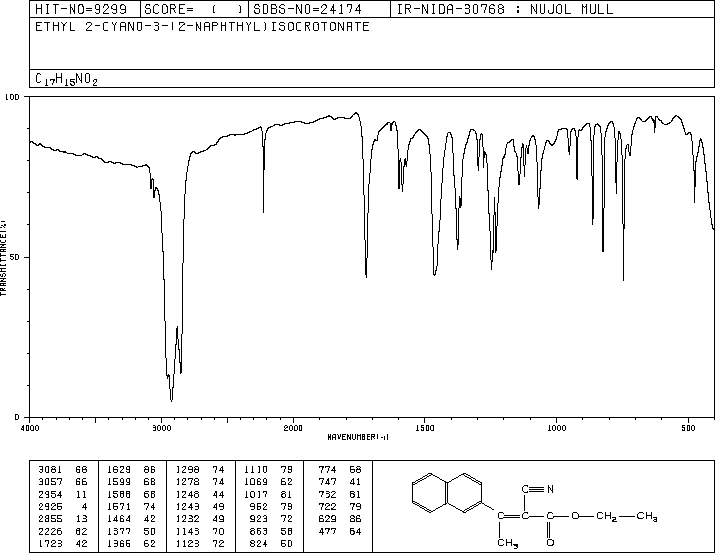 HIT-NO=9299 SCORE= ( ) SDBS-NO=24174 IR-NIDA-30768 : NUJOL MULL
ETHYL 2-CYANO-3-(2-NAPHTHYL)ISOCROTONATE
C17H15NO2
100
50
0
TRANSMITTANCE(%)
4000 3000 2000 1500 1000 500
WAVENUMBER(-1)
3081 68 1629 86 1298 74 1110 79 774 68
3057 66 1599 68 1278 74 1069 62 747 41
2954 11 1588 68 1248 44 1017 81 732 81
2925 4 1571 74 1243 49 952 79 722 79
2855 13 1464 42 1232 49 923 72 629 86
2226 62 1377 50 1143 70 863 58 477 64
1723 42 1366 62 1123 72 824 50
C≡N
C=C-C-O-CH2-CH3
CH3 O